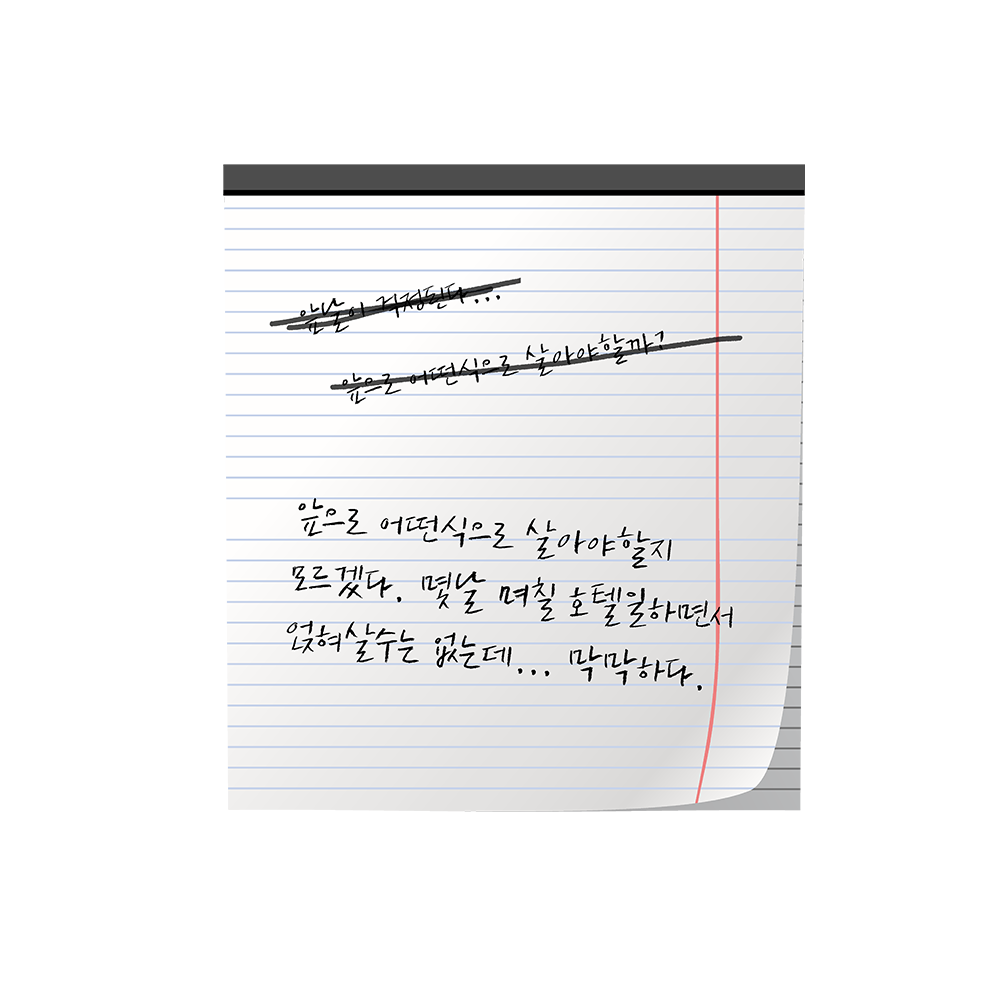 앞날이 걱정된다...
앞으로 어떤식으로 살아야할까?
앞으로 어떤식으로 살아야할지
모르겠다. 몇날 며칠 호텔일하면서
얹혀살수는 없는데... 막막하다.